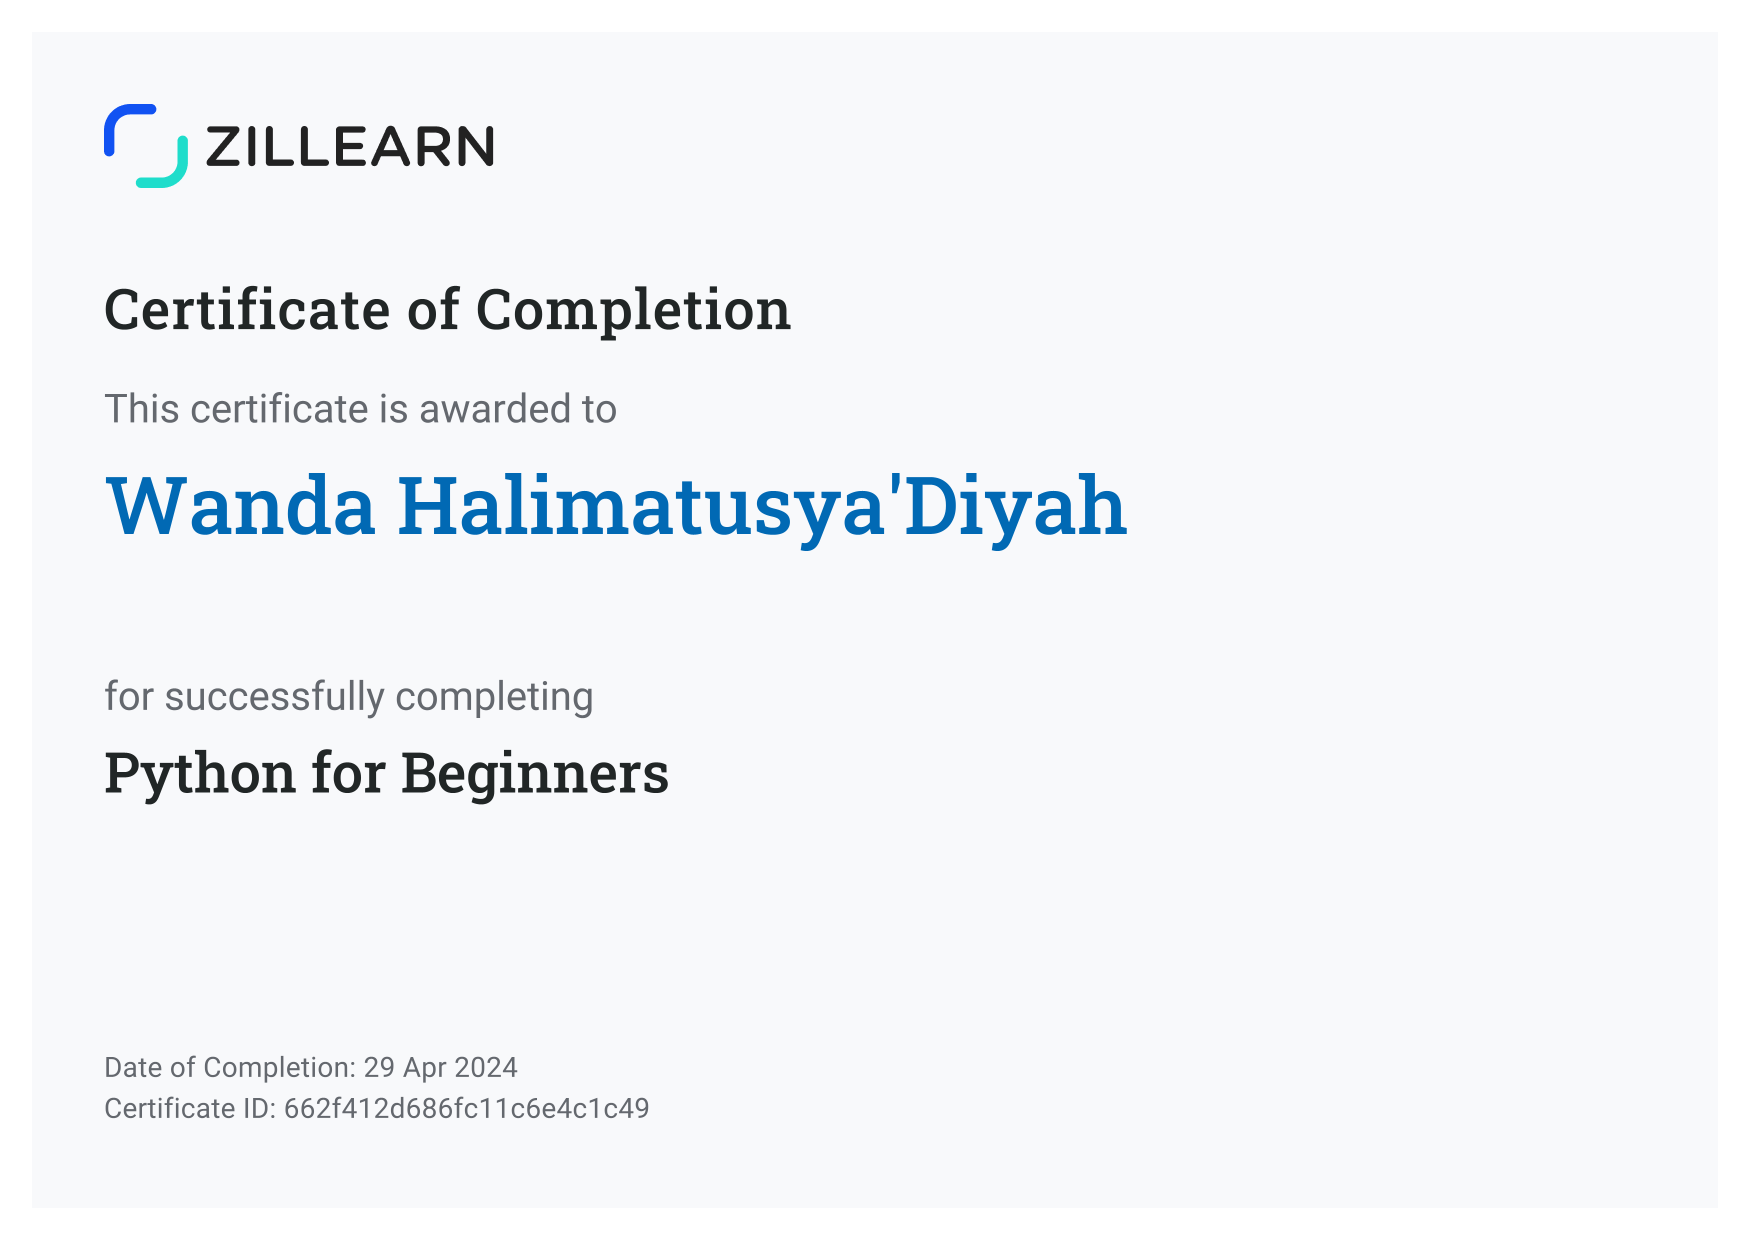 ZILLEARN
Certificate of Completion
This certificate is awarded to
Wanda Halimatusya'Diyah
for successfully completing
Python for Beginners
Date of Completion: 29 Apr 2024
Certificate ID: 662f412d686fc11c6e4c1c49